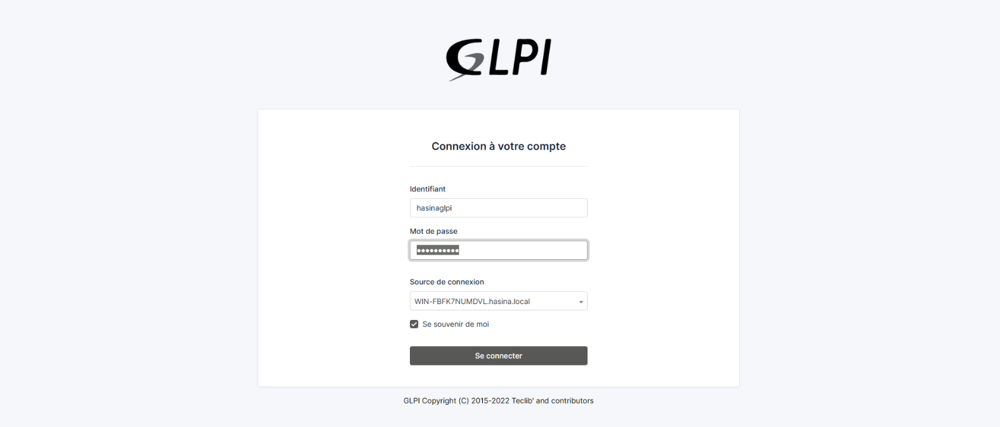 GLPI
Connexion à votre compte
Identifiant
hasinaglpi
Mot de passe
••••••••••
Source de connexion
WIN-FBFK7NUMDVL.hasina.local
Se souvenir de moi
Se connecter
GLPI Copyright (C) 2015-2022 Teclib' and contributors